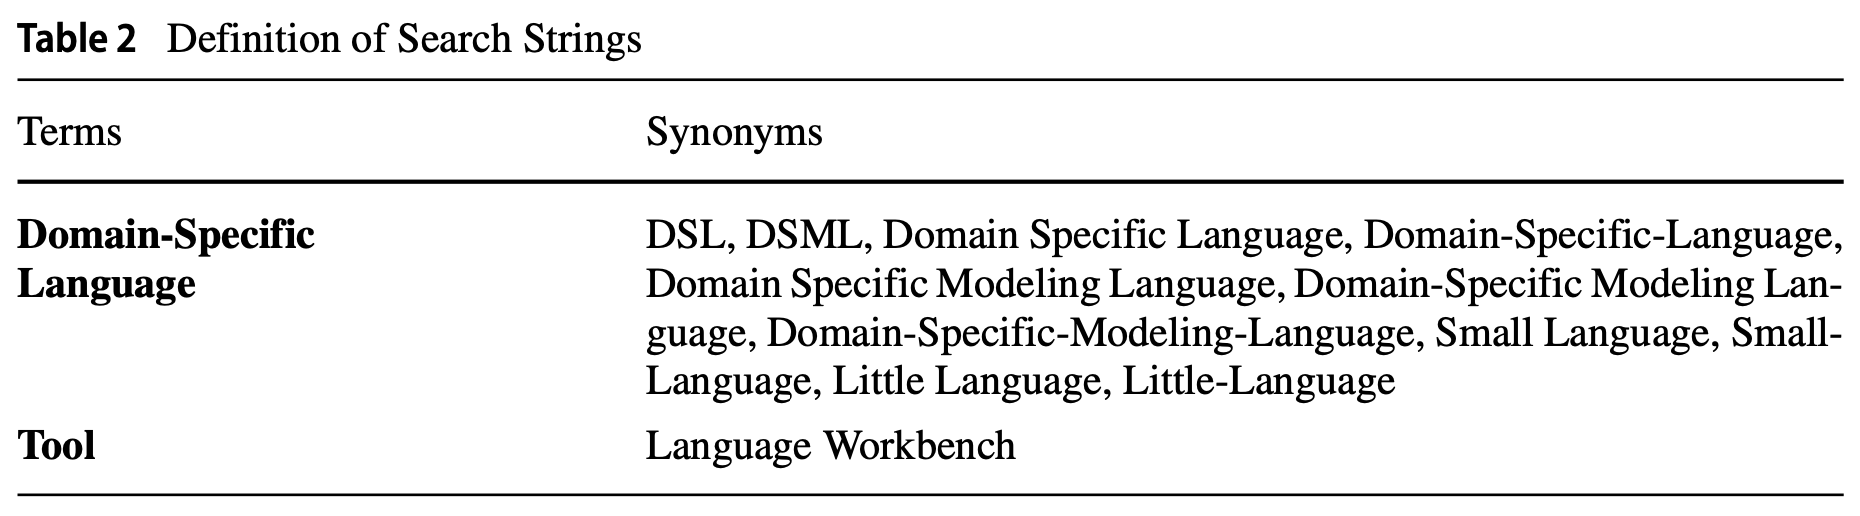 Table 2 Definition of Search Strings
Terms Synonyms
Domain-Specific Language
DSL, DSML, Domain Specific Language, Domain-Specific-Language,
Domain Specific Modeling Language, Domain-Specific Modeling Lan-
guage, Domain-Specific-Modeling-Language, Small Language, Small-
Language, Little Language, Little-Language
Tool Language Workbench